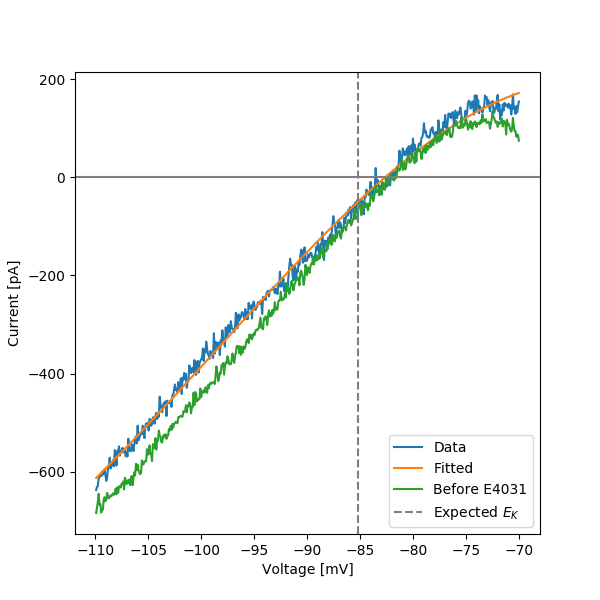 200
0
−200
−400
−600
Current [pA]
−110 −105 −100 −95 −90 −85 −80 −75 −70
Voltage [mV]
Data
Fitted
Before E4031
Expected E_K